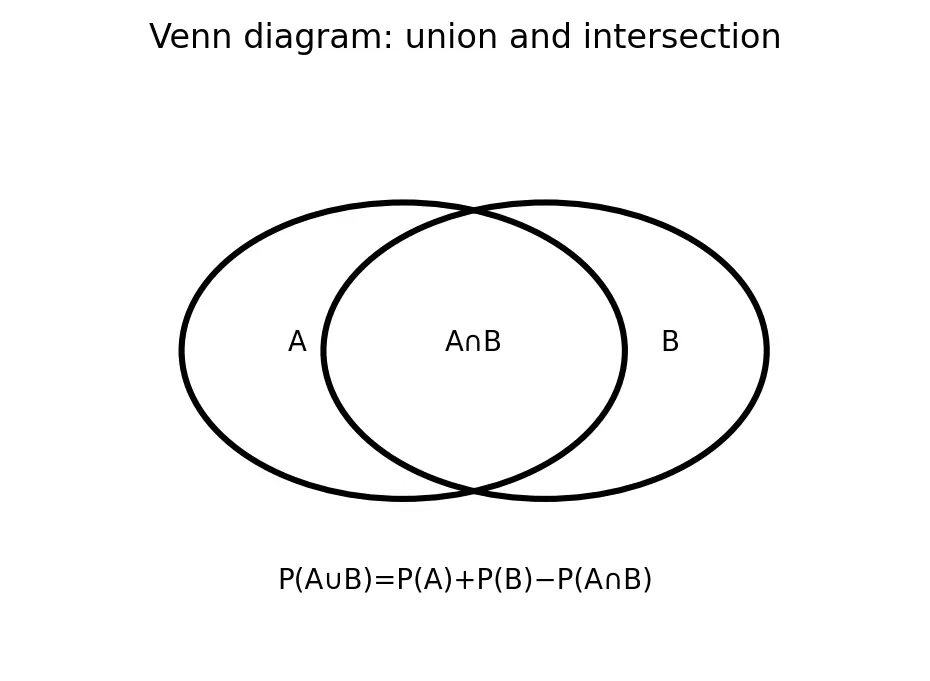 Venn diagram: union and intersection
A A∩B B
P(A∪B)=P(A)+P(B)−P(A∩B)